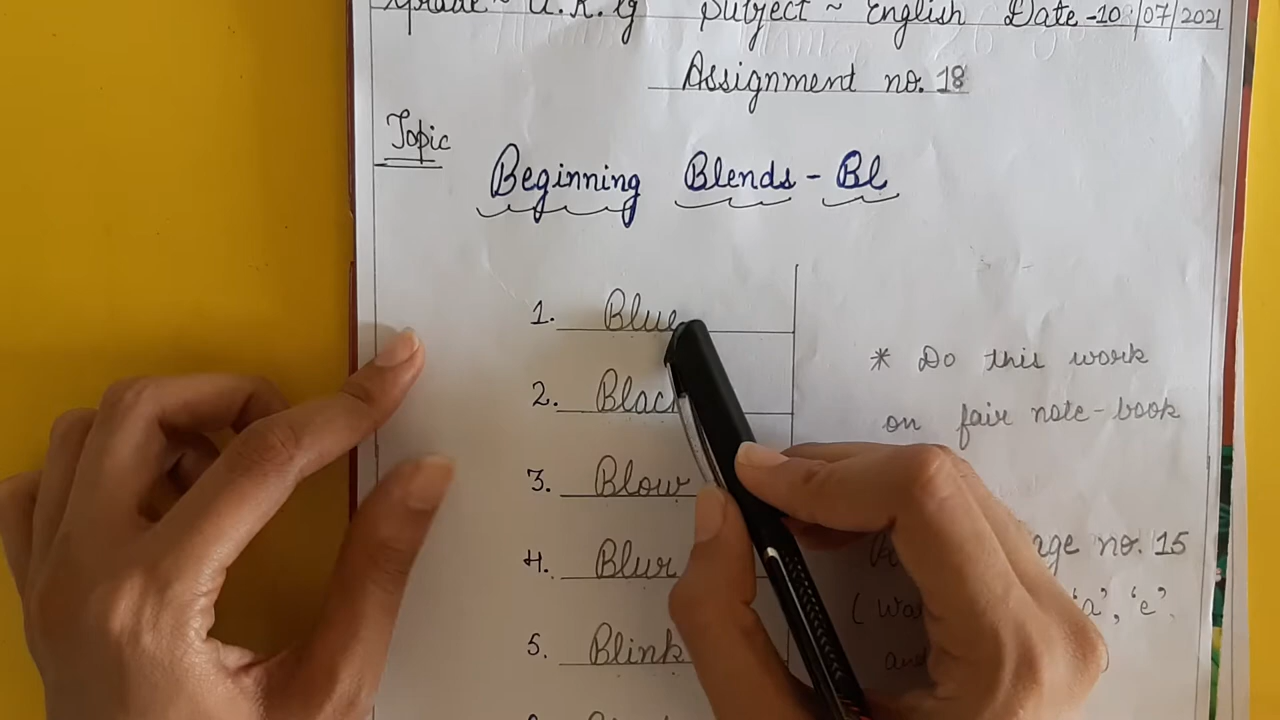 Grade ~ U.K.G Subject ~ English Date -10/07/2021
Assignment no. 18
Topic
Beginning Blends - Bl
1. Blue
2. Black
3. Blow
4. Blur
5. Blink
* Do this work
on fair note-book
no. 15
'a', 'e'